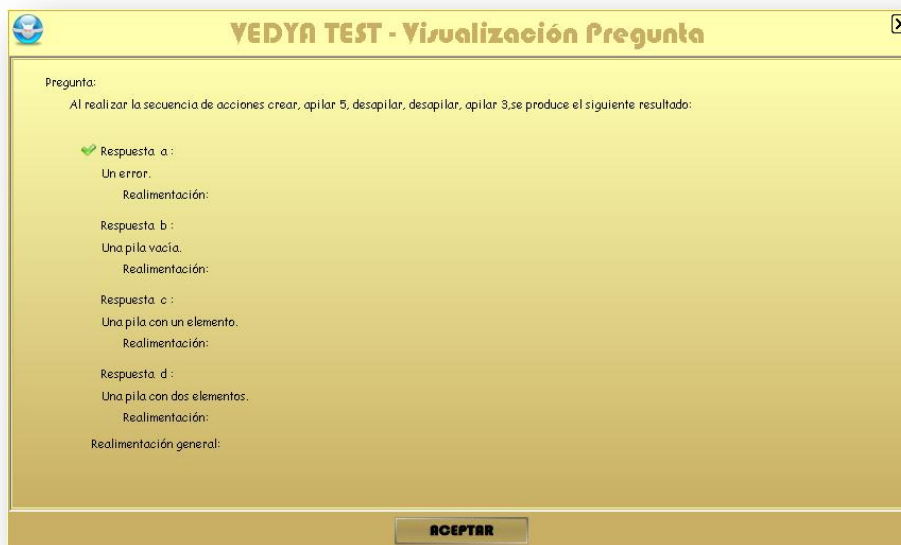 VEDYA TEST - Visualización Pregunta
Pregunta:
Al realizar la secuencia de acciones crear, apilar 5, desapilar, desapilar, apilar 3,se produce el siguiente resultado:
Respuesta a :
Un error.
Realimentación:
Respuesta b :
Una pila vacía.
Realimentación:
Respuesta c :
Una pila con un elemento.
Realimentación:
Respuesta d :
Una pila con dos elementos.
Realimentación:
Realimentación general:
ACEPTAR